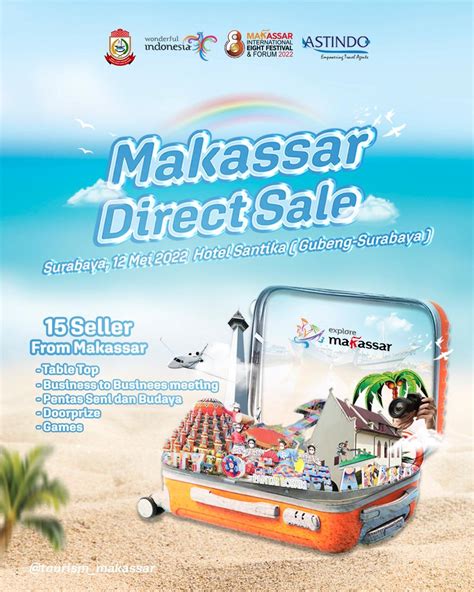 wonderful
indonesia
8
MAKASSAR
INTERNATIONAL
EIGHT FESTIVAL
& FORUM 2022
ASTINDO
Empowering Travel Agents
Makassar
Direct Sale
Surabaya, 12 Mei 2022 Hotel Santika ( Gubeng-Surabaya )
15 Seller
From Makassar
- Table Top
- Business to Businees meeting
- Pentas Seni dan Budaya
- Doorprize
- Games
explore
makassar
@tourism_makassar